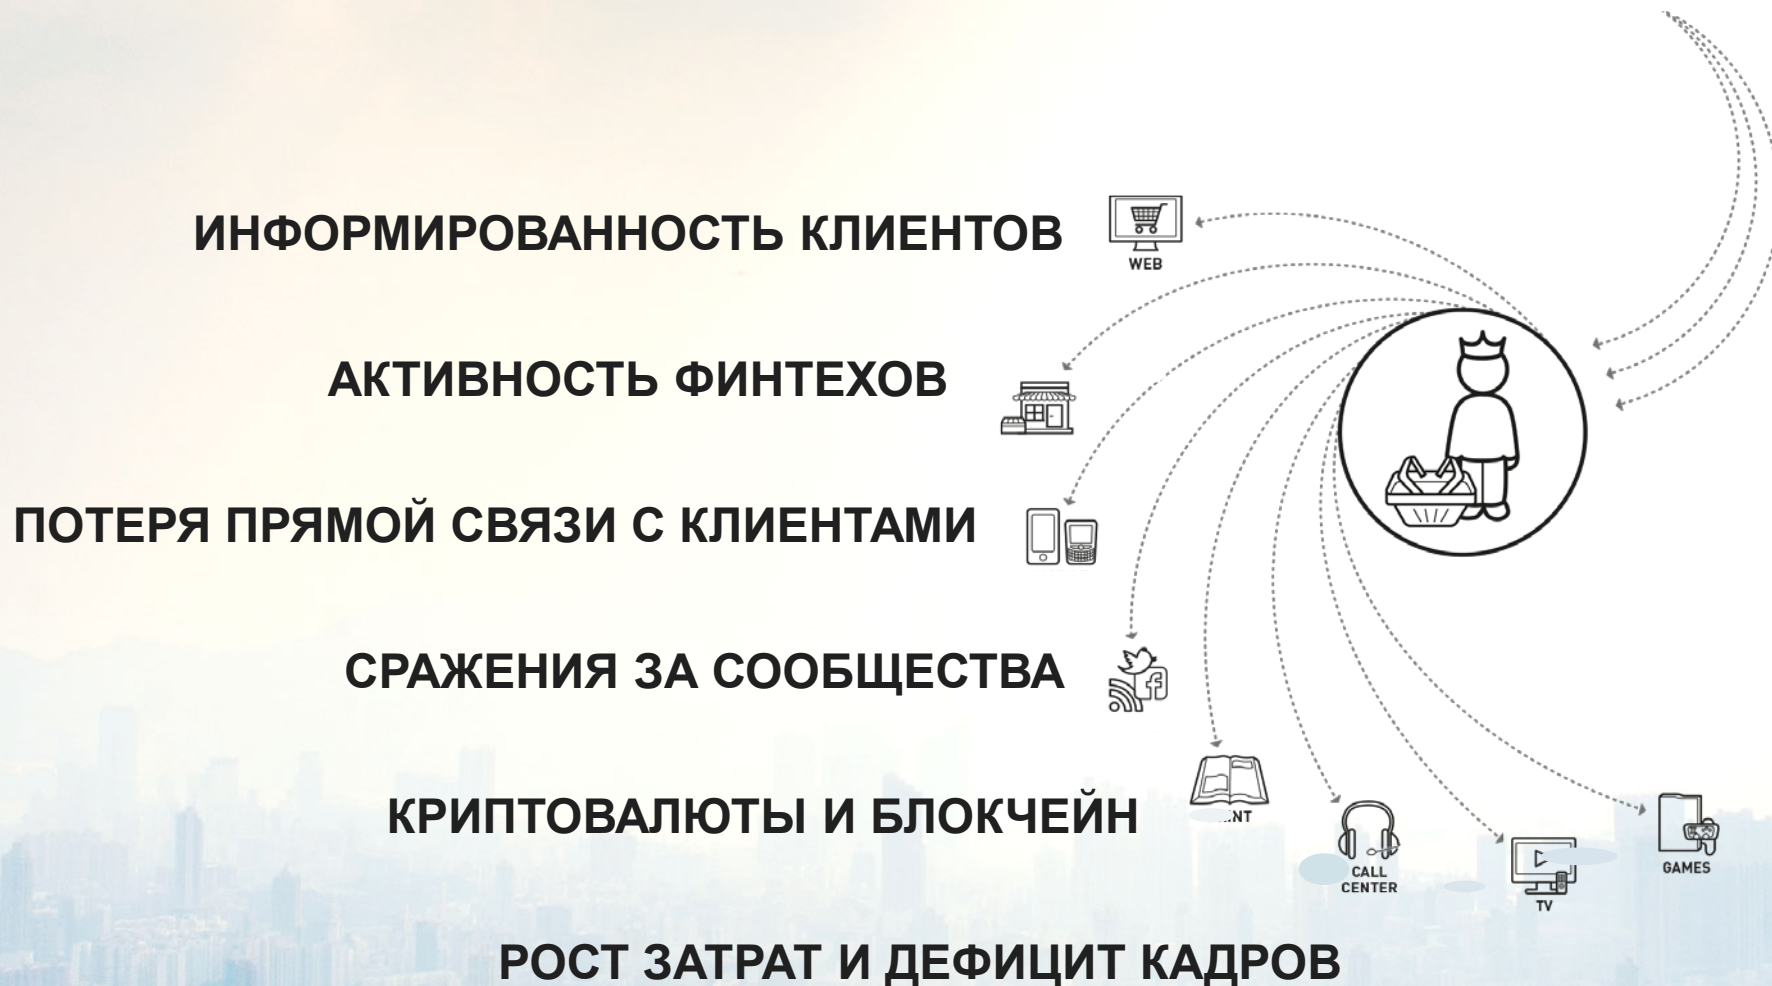 ИНФОРМИРОВАННОСТЬ КЛИЕНТОВ
WEB
АКТИВНОСТЬ ФИНТЕХОВ
ПОТЕРЯ ПРЯМОЙ СВЯЗИ С КЛИЕНТАМИ
СРАЖЕНИЯ ЗА СООБЩЕСТВА
f
КРИПТОВАЛЮТЫ И БЛОКЧЕЙН
CALL
CENTER
TV
GAMES
РОСТ ЗАТРАТ И ДЕФИЦИТ КАДРОВ